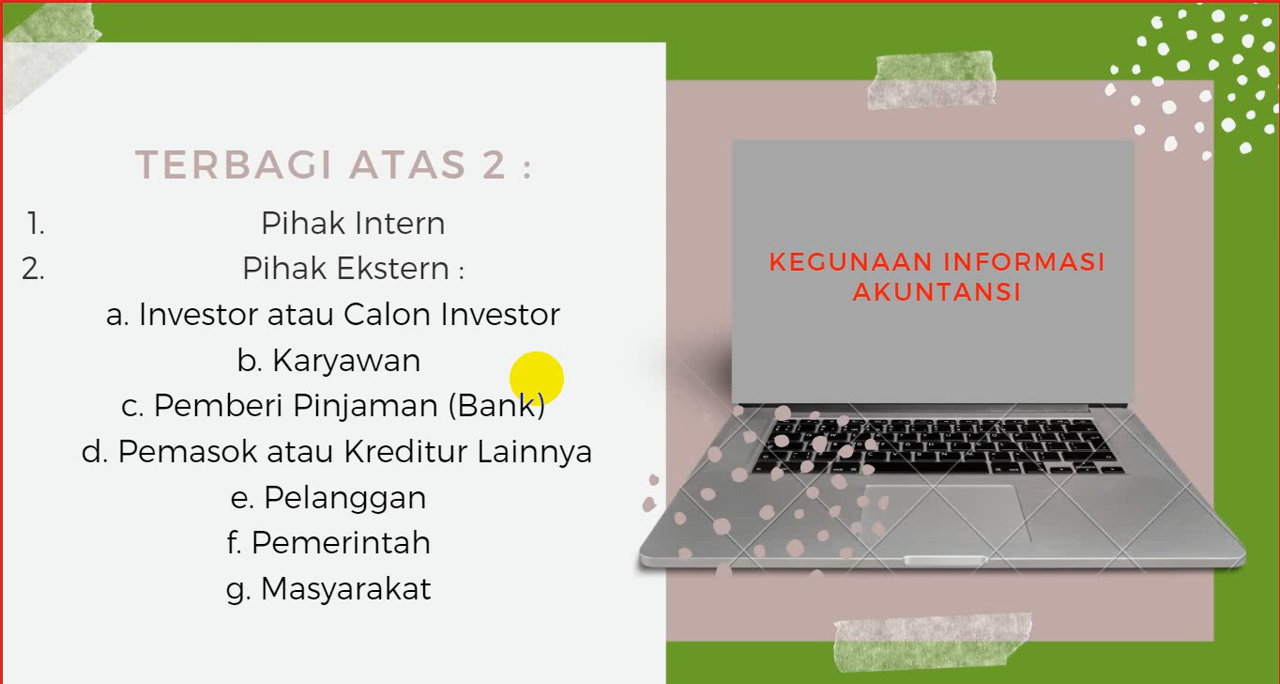 TERBAGI ATAS 2 :
1. Pihak Intern
2. Pihak Ekstern :
a. Investor atau Calon Investor
b. Karyawan
c. Pemberi Pinjaman (Bank)
d. Pemasok atau Kreditur Lainnya
e. Pelanggan
f. Pemerintah
g. Masyarakat
KEGUNAAN INFORMASI
AKUNTANSI